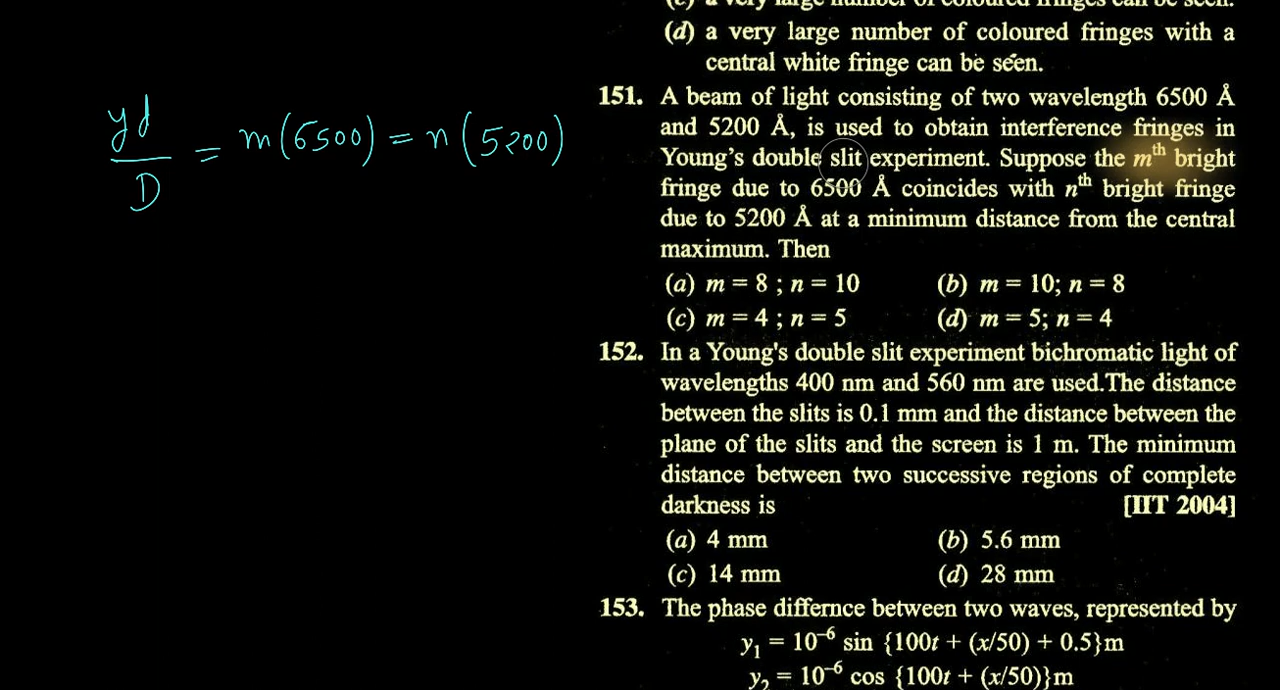 yd
—— = m(6500) = n(5200)
D
(d) a very large number of coloured fringes with a
central white fringe can be seen.
151. A beam of light consisting of two wavelength 6500 Å
and 5200 Å, is used to obtain interference fringes in
Young's double slit experiment. Suppose the mᵗʰ bright
fringe due to 6500 Å coincides with nᵗʰ bright fringe
due to 5200 Å at a minimum distance from the central
maximum. Then
(a) m = 8 ; n = 10 (b) m = 10; n = 8
(c) m = 4 ; n = 5 (d) m = 5; n = 4
152. In a Young's double slit experiment bichromatic light of
wavelengths 400 nm and 560 nm are used.The distance
between the slits is 0.1 mm and the distance between the
plane of the slits and the screen is 1 m. The minimum
distance between two successive regions of complete
darkness is [IIT 2004]
(a) 4 mm (b) 5.6 mm
(c) 14 mm (d) 28 mm
153. The phase differnce between two waves, represented by
y₁ = 10⁻⁶ sin {100t + (x/50) + 0.5}m
y₂ = 10⁻⁶ cos {100t + (x/50)}m